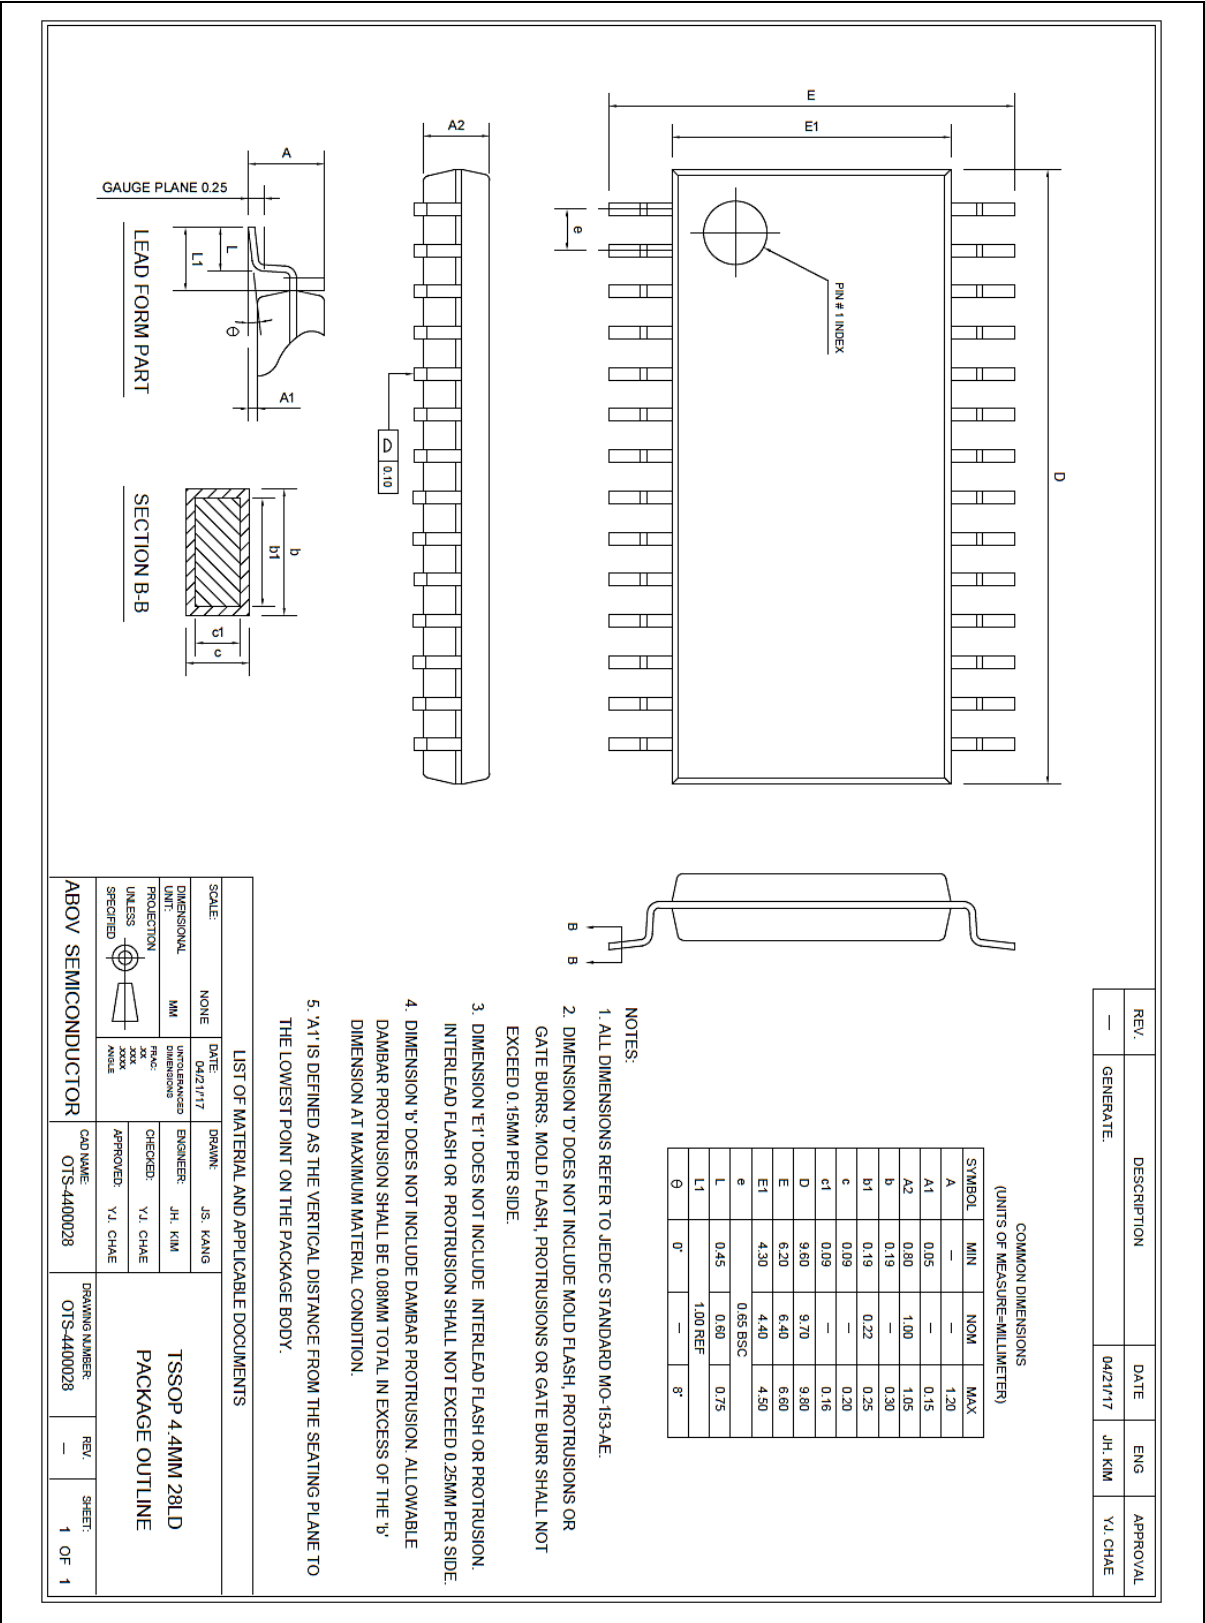 REV. DESCRIPTION DATE ENG APPROVAL
— GENERATE. 04/21/'17 JH. KIM YJ. CHAE
E
E1
D
e
PIN # 1 INDEX
A2
0.10
A
GAUGE PLANE 0.25
L
L1
θ
A1
LEAD FORM PART
b
b1
c1
c
SECTION B-B
B B
COMMON DIMENSIONS
(UNITS OF MEASURE=MILLIMETER)
SYMBOL MIN NOM MAX
A — — 1.20
A1 0.05 — 0.15
A2 0.80 1.00 1.05
b 0.19 — 0.30
b1 0.19 0.22 0.25
c 0.09 — 0.20
c1 0.09 — 0.16
D 9.60 9.70 9.80
E 6.20 6.40 6.60
E1 4.30 4.40 4.50
e 0.65 BSC
L 0.45 0.60 0.75
L1 1.00 REF
θ 0° — 8°
NOTES:
1. ALL DIMENSIONS REFER TO JEDEC STANDARD MO-153-AE.
2. DIMENSION 'D' DOES NOT INCLUDE MOLD FLASH, PROTRUSIONS OR
GATE BURRS. MOLD FLASH, PROTRUSIONS OR GATE BURR SHALL NOT
EXCEED 0.15MM PER SIDE.
3. DIMENSION 'E1' DOES NOT INCLUDE INTERLEAD FLASH OR PROTRUSION.
INTERLEAD FLASH OR PROTRUSION SHALL NOT EXCEED 0.25MM PER SIDE.
4. DIMENSION 'b' DOES NOT INCLUDE DAMBAR PROTRUSION. ALLOWABLE
DAMBAR PROTRUSION SHALL BE 0.08MM TOTAL IN EXCESS OF THE 'b'
DIMENSION AT MAXIMUM MATERIAL CONDITION.
5. 'A1' IS DEFINED AS THE VERTICAL DISTANCE FROM THE SEATING PLANE TO
THE LOWEST POINT ON THE PACKAGE BODY.
LIST OF MATERIAL AND APPLICABLE DOCUMENTS
SCALE: NONE
DIMENSIONAL
UNIT: MM
PROJECTION
UNLESS
SPECIFIED
DATE: 04/21/'17
UNTOLERANCED
DIMENSIONS
FRAC:
.XX
.XXX
.XXXX
ANGLE
DRAWN: JS. KANG
ENGINEER: JH. KIM
CHECKED: YJ. CHAE
APPROVED: YJ. CHAE
TSSOP 4.4MM 28LD
PACKAGE OUTLINE
ABOV SEMICONDUCTOR
CAD NAME:
OTS-4400028
DRAWING NUMBER:
OTS-4400028
REV.
—
SHEET:
1 OF 1